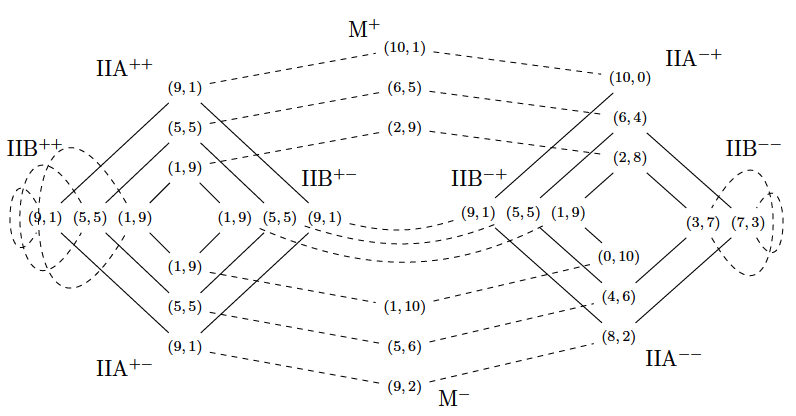 M⁺
(10,1)
IIA⁺⁺
IIA⁻⁺
(9,1)
(10,0)
(6,5)
(5,5)
(6,4)
(2,9)
IIB⁺⁺
IIB⁻⁻
(1,9)
(2,8)
IIB⁺⁻
IIB⁻⁺
(9,1) (5,5) (1,9) (1,9) (5,5) (9,1) (9,1) (5,5) (1,9) (3,7) (7,3)
(1,9)
(0,10)
(5,5)
(1,10)
(4,6)
(9,1)
(5,6)
(8,2)
IIA⁺⁻
IIA⁻⁻
(9,2)
M⁻